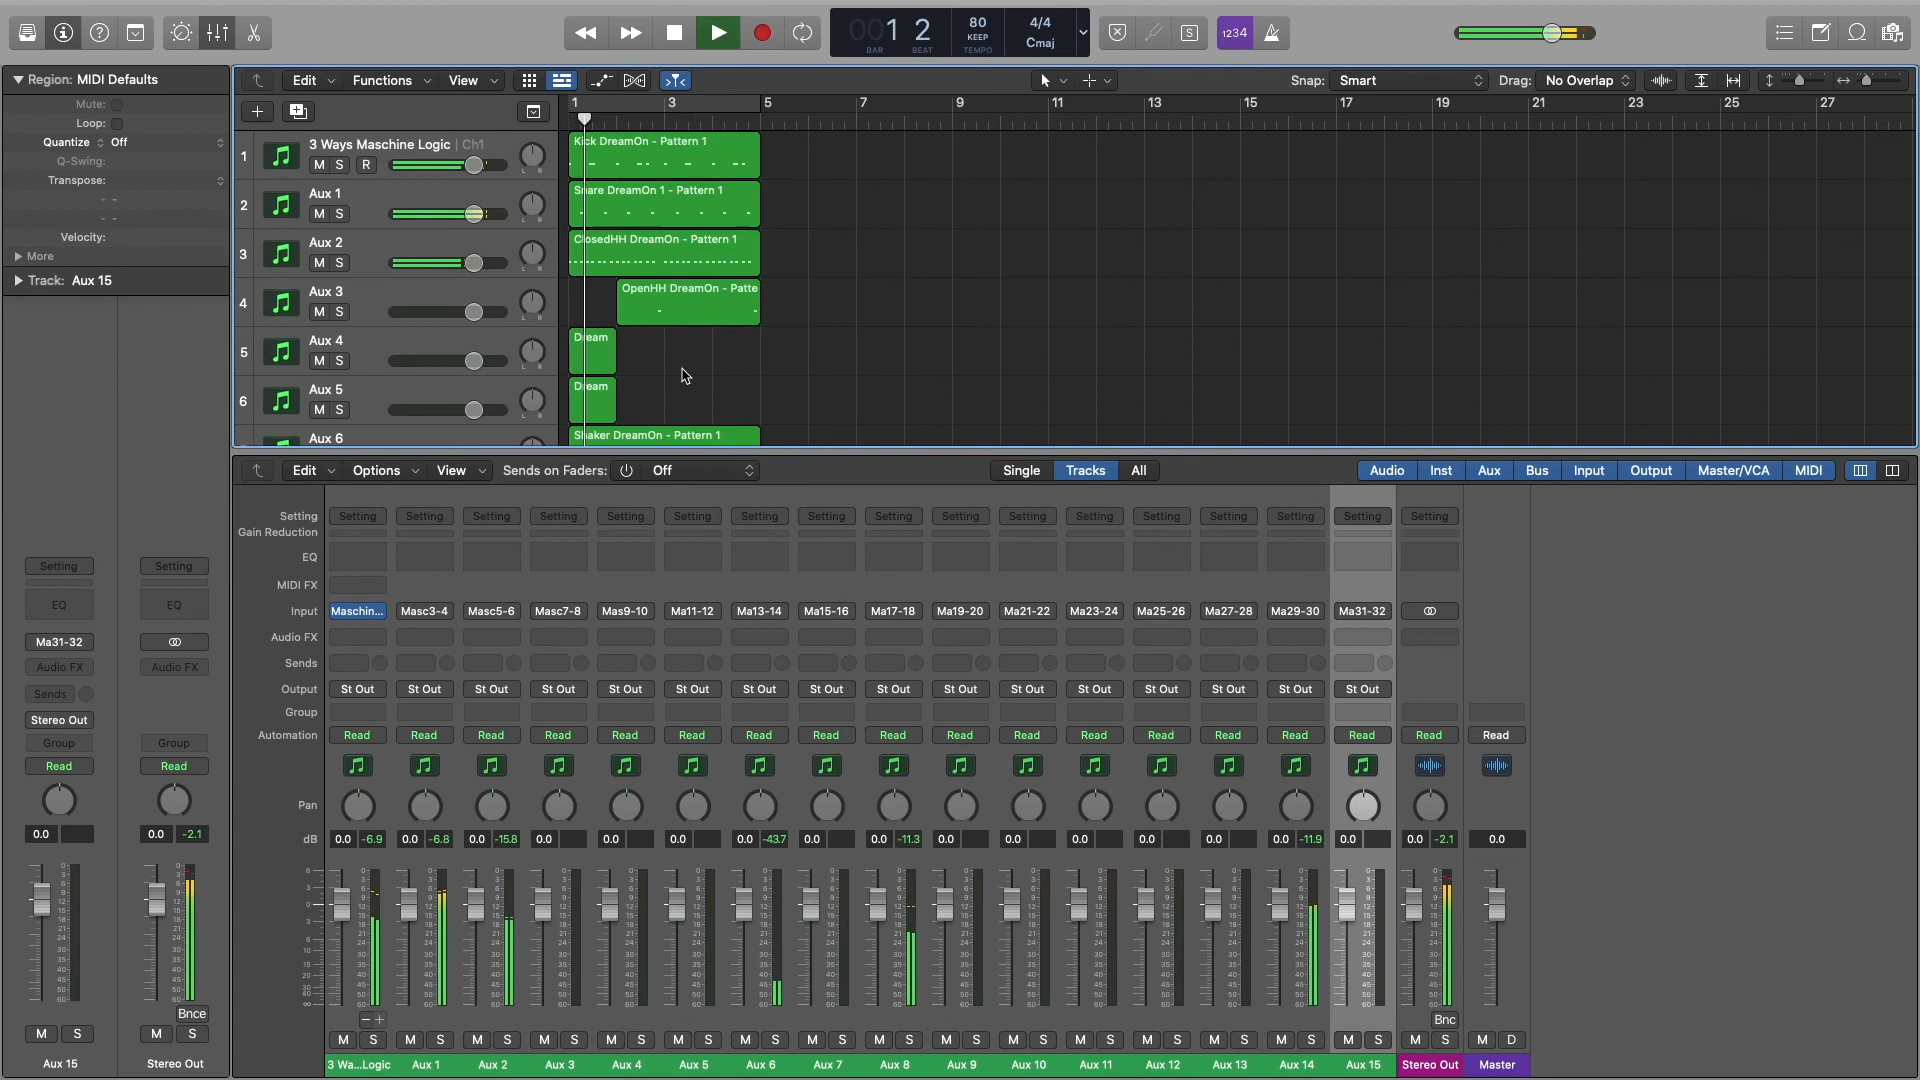 001 2
BAR BEAT
80
KEEP
TEMPO
4/4
Cmaj
S
1234
Region: MIDI Defaults
Mute:
Loop:
Quantize Off
Q-Swing:
Transpose:
Velocity:
More
Track: Aux 15
Edit Functions View
Snap: Smart Drag: No Overlap
1 3 5 7 9 11 13 15 17 19 21 23 25 27
1 3 Ways Maschine Logic | Ch1
M S R
L R
Kick DreamOn - Pattern 1
2 Aux 1
M S
L R
Snare DreamOn 1 - Pattern 1
3 Aux 2
M S
L R
ClosedHH DreamOn - Pattern 1
4 Aux 3
M S
L R
OpenHH DreamOn - Patte
5 Aux 4
M S
L R
Dream
6 Aux 5
M S
L R
Dream
Aux 6
Shaker DreamOn - Pattern 1
Edit Options View Sends on Faders: Off
Single Tracks All
Audio Inst Aux Bus Input Output Master/VCA MIDI
Setting Setting Setting Setting Setting Setting Setting Setting Setting Setting Setting Setting Setting Setting Setting Setting Setting Setting
Gain Reduction
EQ
MIDI FX
Input Maschin... Masc3-4 Masc5-6 Masc7-8 Mas9-10 Ma11-12 Ma13-14 Ma15-16 Ma17-18 Ma19-20 Ma21-22 Ma23-24 Ma25-26 Ma27-28 Ma29-30 Ma31-32
Audio FX
Sends
Output St Out St Out St Out St Out St Out St Out St Out St Out St Out St Out St Out St Out St Out St Out St Out St Out
Group
Automation Read Read Read Read Read Read Read Read Read Read Read Read Read Read Read Read Read Read
Pan
dB 0.0 -6.9 0.0 -6.8 0.0 -15.8 0.0 0.0 0.0 0.0 -43.7 0.0 0.0 -11.3 0.0 0.0 0.0 0.0 0.0 0.0 -11.9 0.0 0.0 -2.1 0.0
Bnc
M S M S M S M S M S M S M S M S M S M S M S M S M S M S M S M S M S M D
3 Wa...Logic Aux 1 Aux 2 Aux 3 Aux 4 Aux 5 Aux 6 Aux 7 Aux 8 Aux 9 Aux 10 Aux 11 Aux 12 Aux 13 Aux 14 Aux 15 Stereo Out Master
Setting Setting
EQ EQ
Ma31-32
Audio FX Audio FX
Sends
Stereo Out
Group Group
Read Read
0.0 0.0 -2.1
Bnce
M S M S
Aux 15 Stereo Out